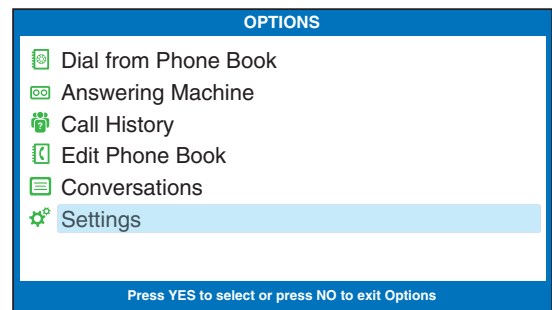 OPTIONS
Dial from Phone Book
Answering Machine
Call History
Edit Phone Book
Conversations
Settings
Press YES to select or press NO to exit Options